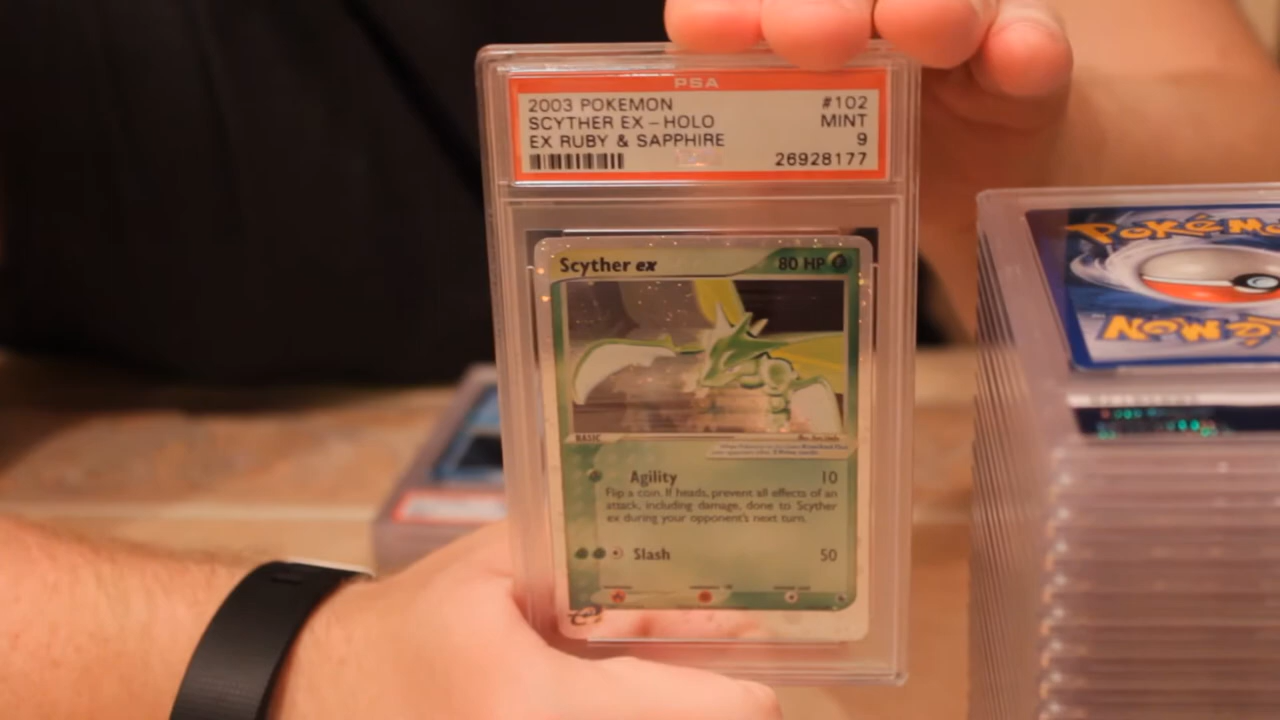 PSA
2003 POKEMON #102
SCYTHER EX - HOLO MINT
EX RUBY & SAPPHIRE 9
26928177
Scyther ex 80 HP
BASIC
Agility 10
Flip a coin. If heads, prevent all effects of an
attack, including damage, done to Scyther
ex during your opponent's next turn.
Slash 50